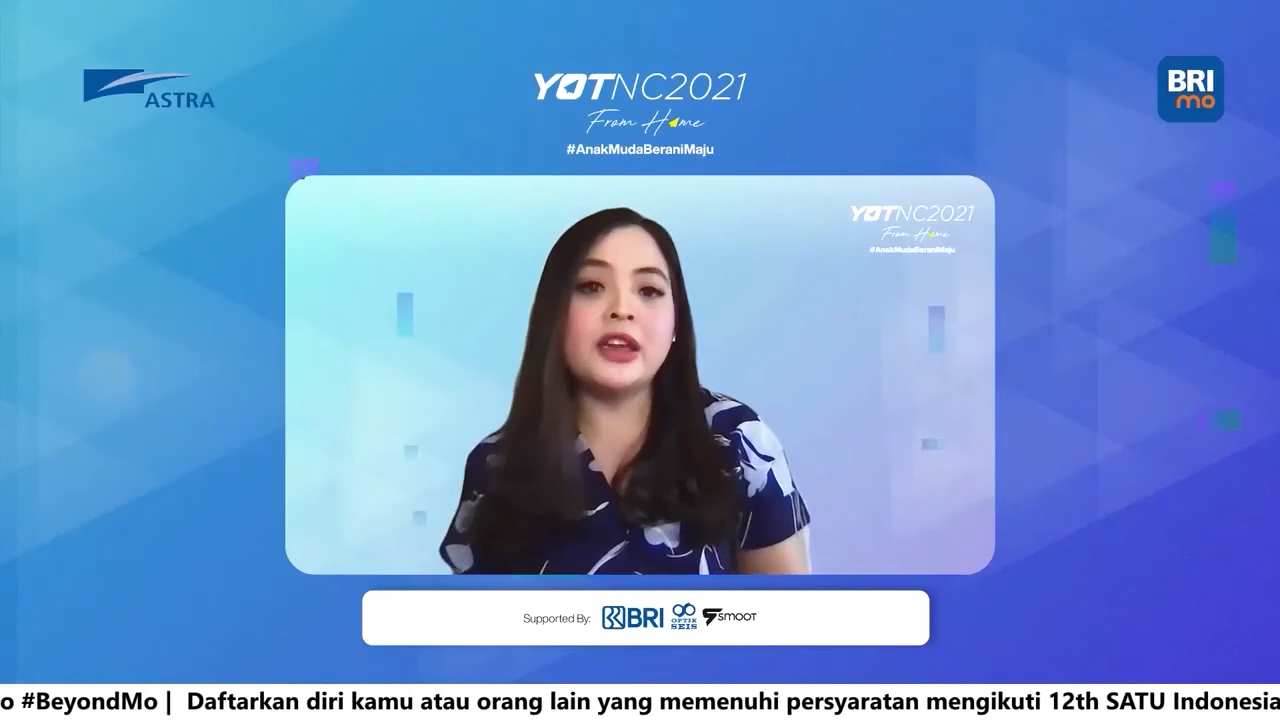 ASTRA
YOTNC2021
From Home
#AnakMudaBeraniMaju
BRI
mo
YOTNC2021
From Home
#AnakMudaBeraniMaju
Supported By:
BRI
OPTIK
SEIS
SMOOT
o #BeyondMo | Daftarkan diri kamu atau orang lain yang memenuhi persyaratan mengikuti 12th SATU Indonesia